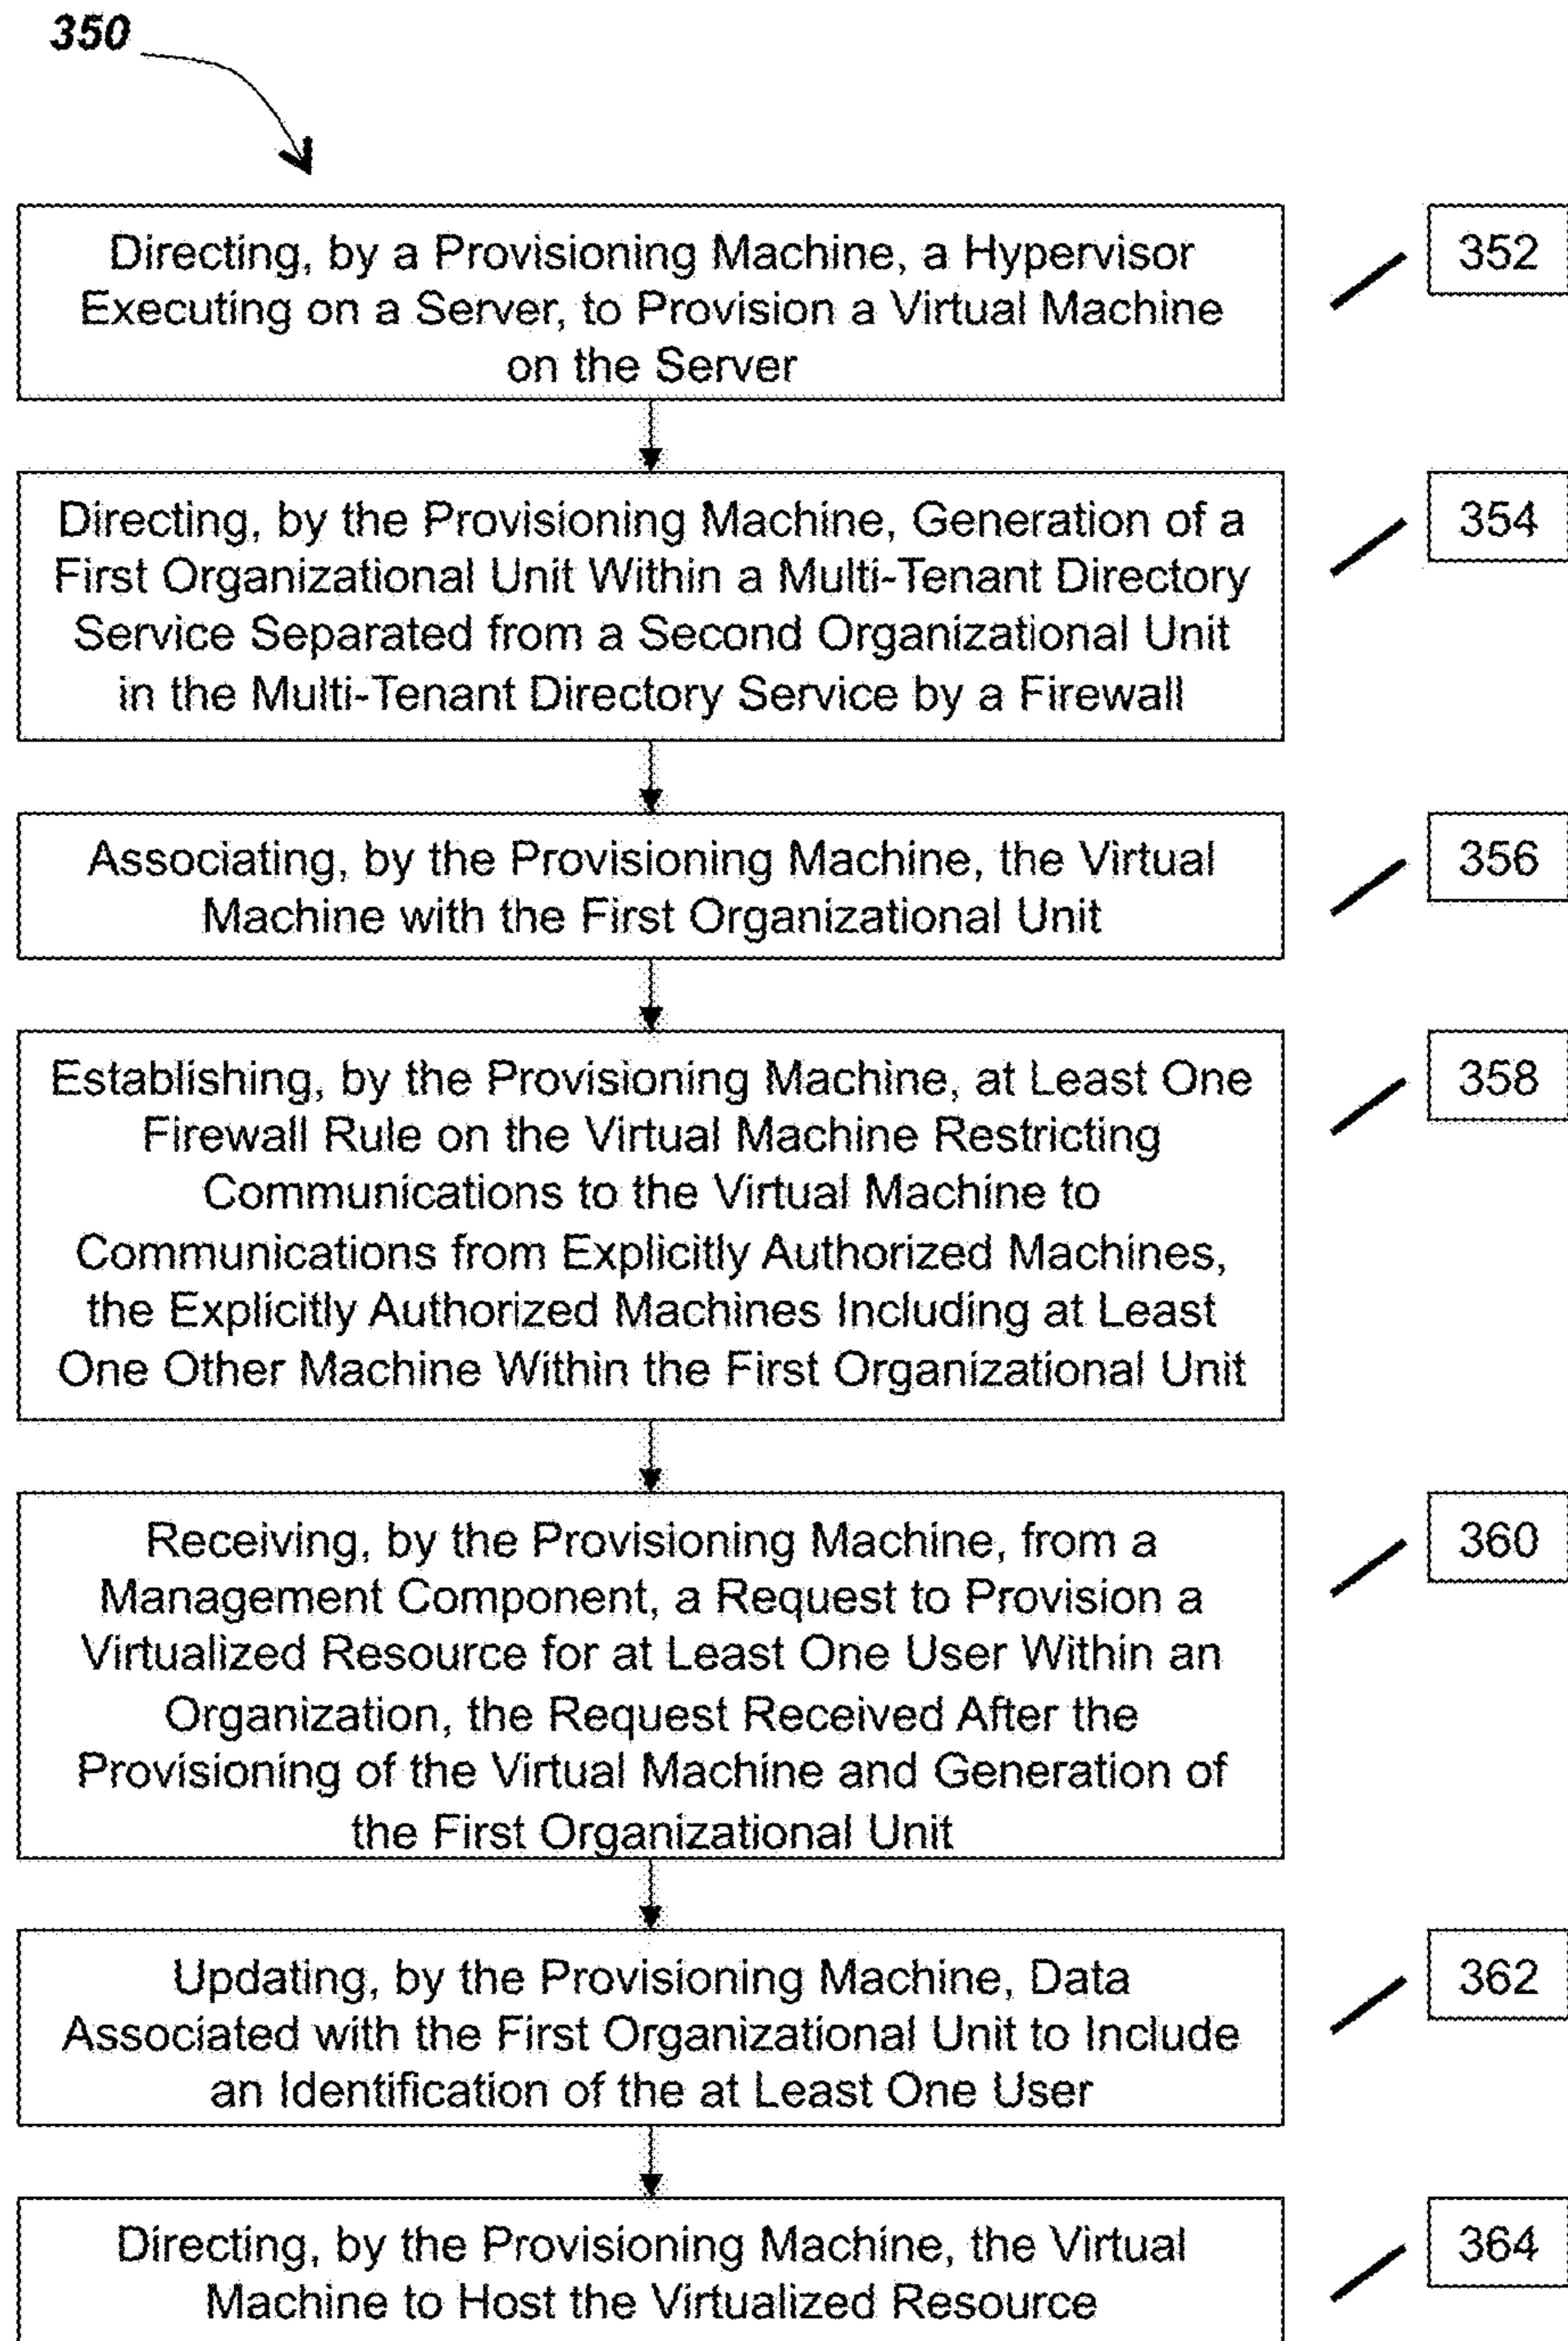 350
Directing, by a Provisioning Machine, a Hypervisor
Executing on a Server, to Provision a Virtual Machine
on the Server
352
Directing, by the Provisioning Machine, Generation of a
First Organizational Unit Within a Multi-Tenant Directory
Service Separated from a Second Organizational Unit
in the Multi-Tenant Directory Service by a Firewall
354
Associating, by the Provisioning Machine, the Virtual
Machine with the First Organizational Unit
356
Establishing, by the Provisioning Machine, at Least One
Firewall Rule on the Virtual Machine Restricting
Communications to the Virtual Machine to
Communications from Explicitly Authorized Machines,
the Explicitly Authorized Machines Including at Least
One Other Machine Within the First Organizational Unit
358
Receiving, by the Provisioning Machine, from a
Management Component, a Request to Provision a
Virtualized Resource for at Least One User Within an
Organization, the Request Received After the
Provisioning of the Virtual Machine and Generation of
the First Organizational Unit
360
Updating, by the Provisioning Machine, Data
Associated with the First Organizational Unit to Include
an Identification of the at Least One User
362
Directing, by the Provisioning Machine, the Virtual
Machine to Host the Virtualized Resource
364